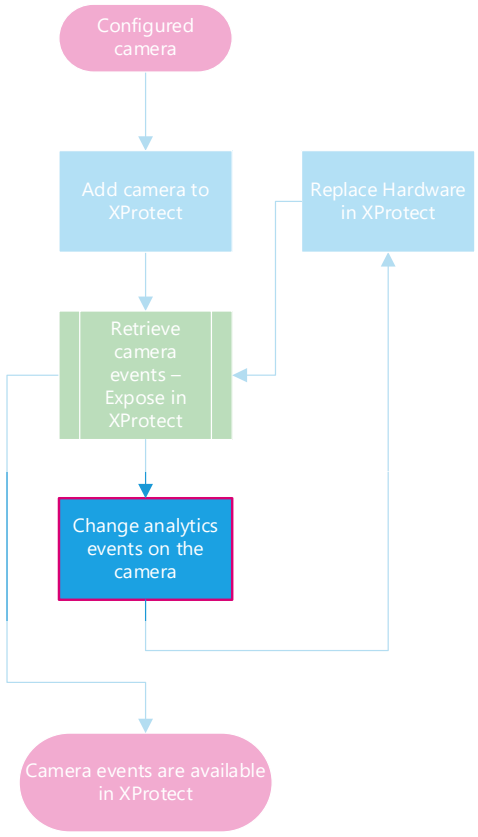 Configured
camera
Add camera to
XProtect
Replace Hardware
in XProtect
Retrieve
camera
events –
Expose in
XProtect
Change analytics
events on the
camera
Camera events are available
in XProtect